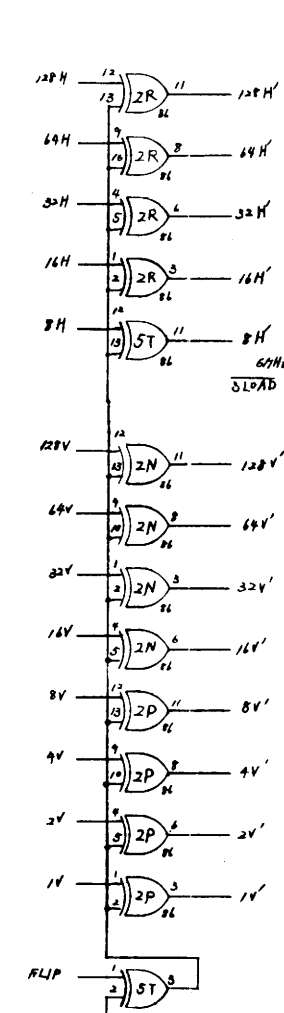 128H 12 13 2R 11 86 128H'
64H 9 10 2R 8 86 64H'
32H 4 5 2R 6 86 32H'
16H 1 2 2R 3 86 16H'
8H 12 13 5T 11 86 8H'
6MHz
SLOAD
128V 12 13 2N 11 86 128V'
64V 9 10 2N 8 86 64V'
32V 1 2 2N 3 86 32V'
16V 4 5 2N 6 86 16V'
8V 12 13 2P 11 86 8V'
4V 9 10 2P 8 86 4V'
2V 4 5 2P 6 86 2V'
1V 1 2 2P 3 86 1V'
FLIP 1 2 5T 3